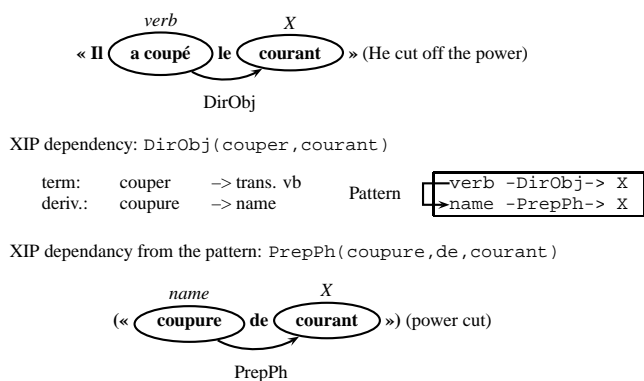 verb X
« Il a coupé le courant » (He cut off the power)
DirObj
XIP dependency: DirObj(couper,courant)
term: couper –> trans. vb
deriv.: coupure –> name
Pattern
verb -DirObj-> X
name -PrepPh-> X
XIP dependancy from the pattern: PrepPh(coupure,de,courant)
name X
(« coupure de courant ») (power cut)
PrepPh